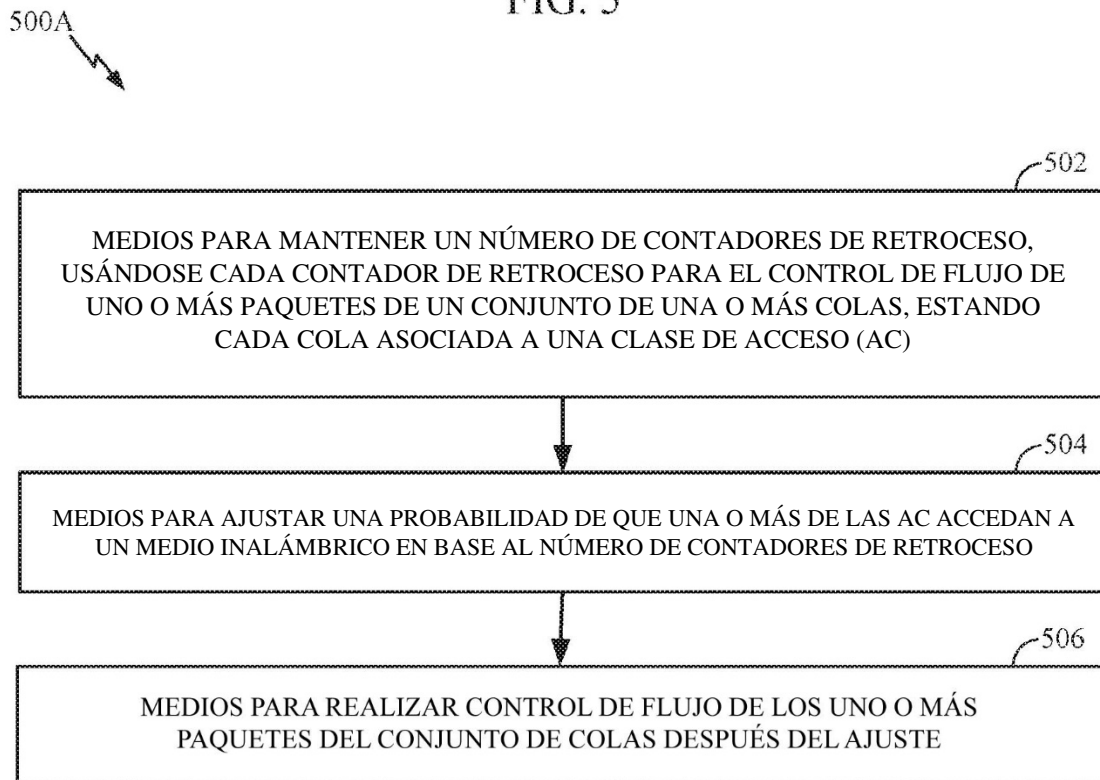 FIG. 5
500A
502
MEDIOS PARA MANTENER UN NÚMERO DE CONTADORES DE RETROCESO,
USÁNDOSE CADA CONTADOR DE RETROCESO PARA EL CONTROL DE FLUJO DE
UNO O MÁS PAQUETES DE UN CONJUNTO DE UNA O MÁS COLAS, ESTANDO
CADA COLA ASOCIADA A UNA CLASE DE ACCESO (AC)
504
MEDIOS PARA AJUSTAR UNA PROBABILIDAD DE QUE UNA O MÁS DE LAS AC ACCEDAN A
UN MEDIO INALÁMBRICO EN BASE AL NÚMERO DE CONTADORES DE RETROCESO
506
MEDIOS PARA REALIZAR CONTROL DE FLUJO DE LOS UNO O MÁS
PAQUETES DEL CONJUNTO DE COLAS DESPUÉS DEL AJUSTE